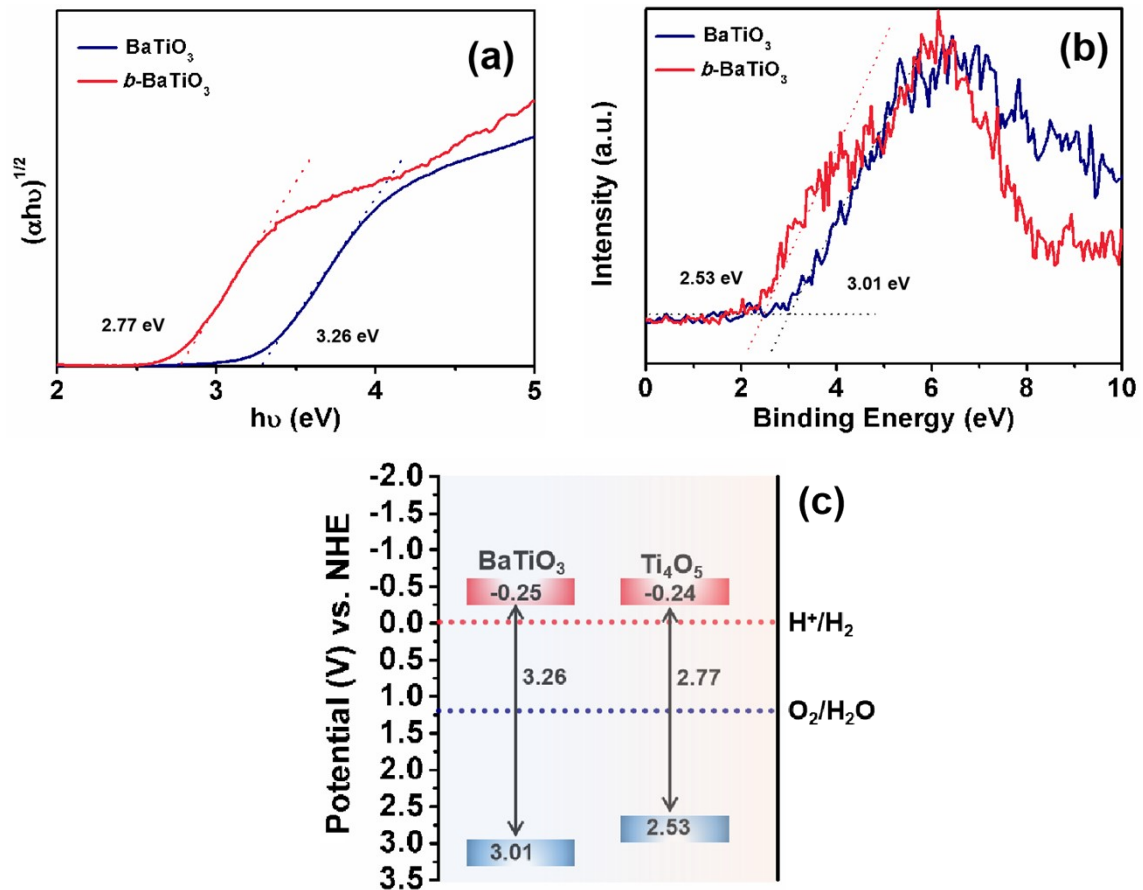 BaTiO₃
b-BaTiO₃
(a)
(αhυ)^1/2
2.77 eV
3.26 eV
2 3 4 5
hυ (eV)
BaTiO₃
b-BaTiO₃
(b)
Intensity (a.u.)
2.53 eV
3.01 eV
0 2 4 6 8 10
Binding Energy (eV)
(c)
Potential (V) vs. NHE
-2.0
-1.5
-1.0
-0.5
0.0
0.5
1.0
1.5
2.0
2.5
3.0
3.5
BaTiO₃ Ti₄O₅
-0.25 -0.24
H⁺/H₂
3.26 2.77
O₂/H₂O
2.53
3.01